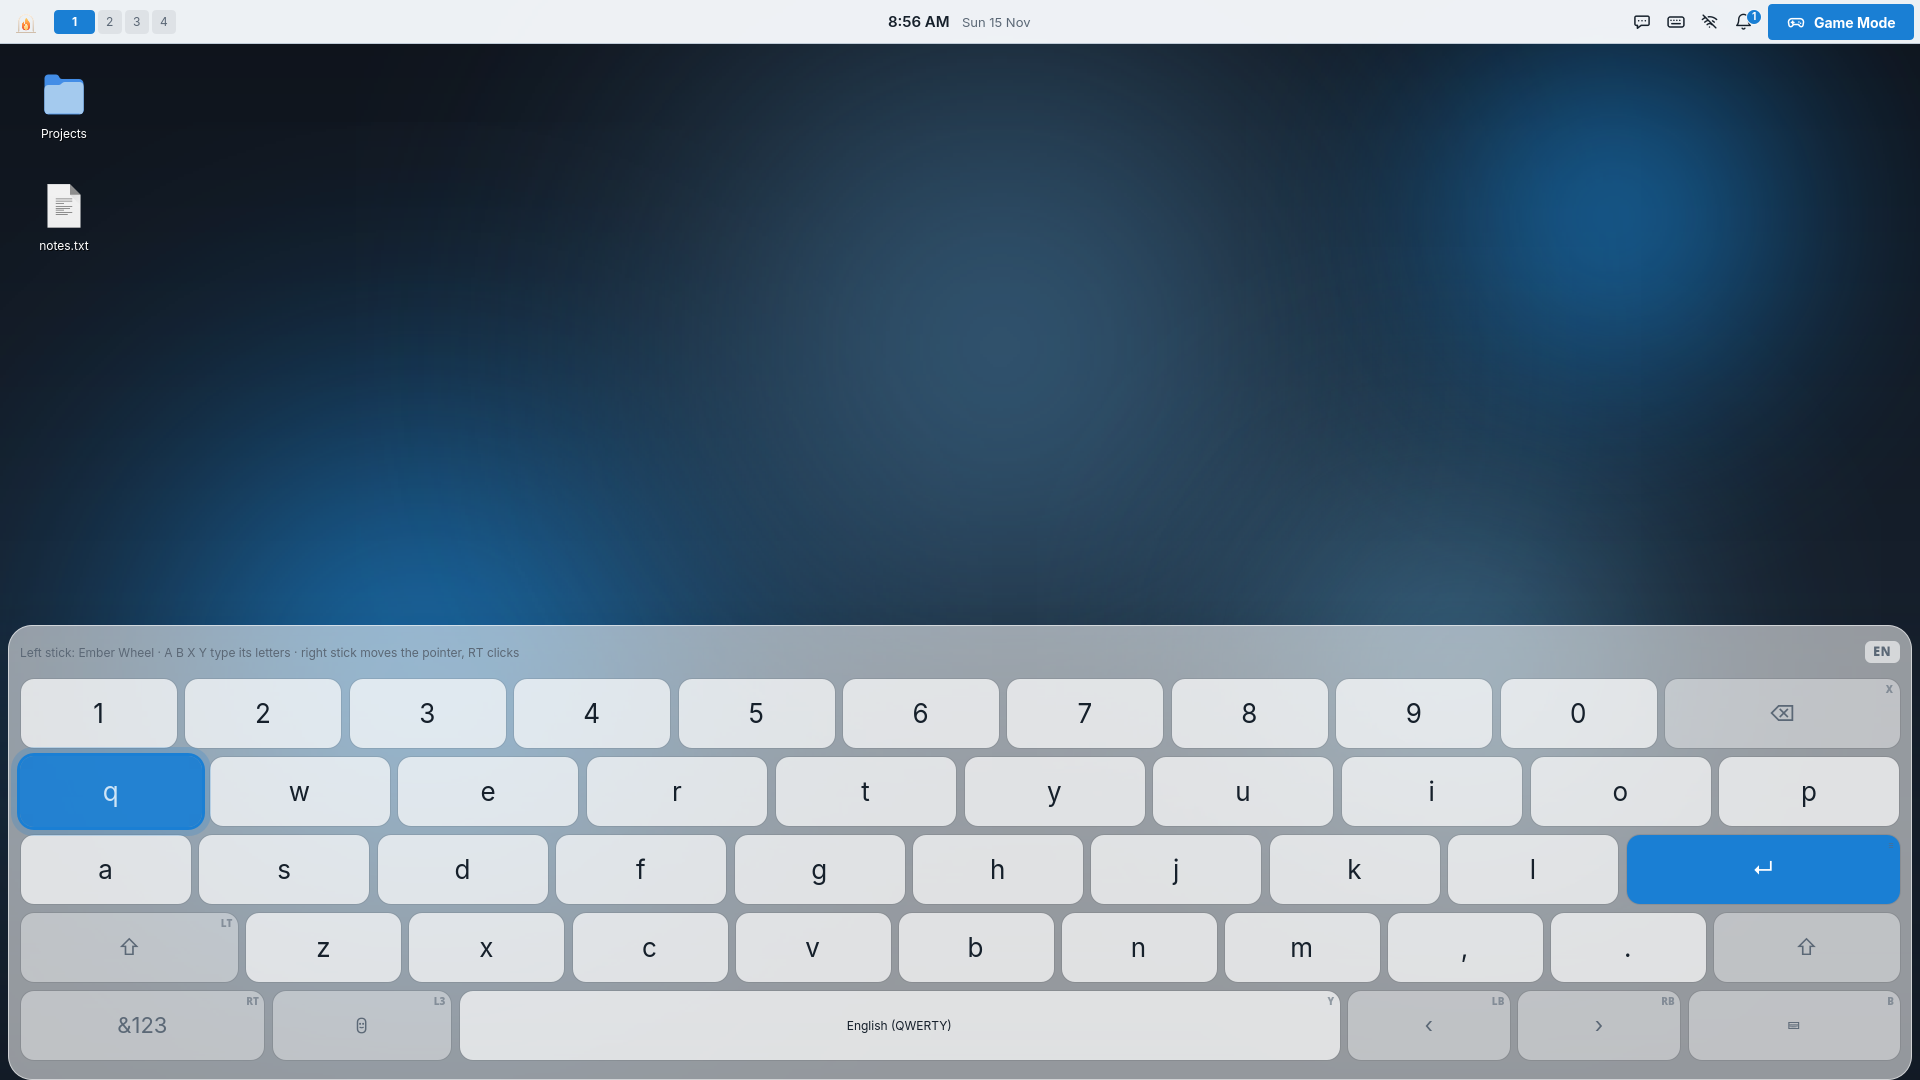 1 2 3 4 8:56 AM Sun 15 Nov 1 Game Mode
Projects
notes.txt
Left stick: Ember Wheel · A B X Y type its letters · right stick moves the pointer, RT clicks EN
1 2 3 4 5 6 7 8 9 0 X
q w e r t y u i o p
a s d f g h j k l
LT z x c v b n m , .
&123 RT L3 English (QWERTY) Y ‹ LB › RB B